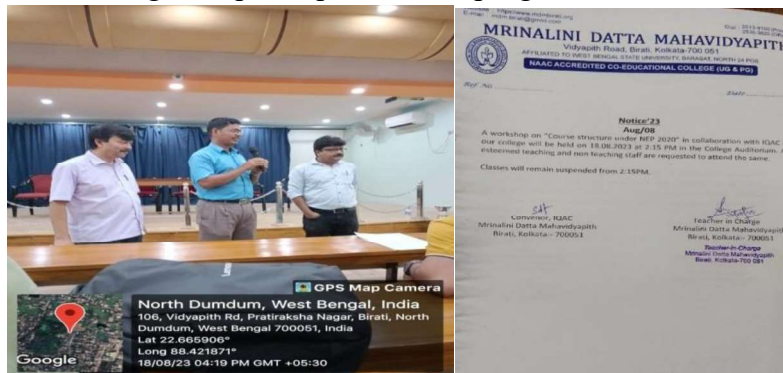 Lenovo
GPS Map Camera
North Dumdum, West Bengal, India
106, Vidyapith Rd, Pratiraksha Nagar, Birati, North
Dumdum, West Bengal 700051, India
Lat 22.665906°
Long 88.421871°
18/08/23 04:19 PM GMT +05:30
Google
MRINALINI DATTA MAHAVIDYAPITH
Vidyapith Road, Birati, Kolkata-700 051
AFFILIATED TO WEST BENGAL STATE UNIVERSITY, BARASAT, NORTH 24 PGS
NAAC ACCREDITED CO-EDUCATIONAL COLLEGE (UG & PG)
Ref. No.
Date
Notice'23
Aug/08
A workshop on "Course structure under NEP 2020" in collaboration with IQAC
our college will be held on 18.08.2023 at 2:15 PM in the College Auditorium.
esteemed teaching and non teaching staff are requested to attend the same.
Classes will remain suspended from 2:15PM.
Convenor, IQAC
Mrinalini Datta Mahavidyapith
Birati, Kolkata:- 700051
Teacher in Charge
Mrinalini Datta Mahavidyapith
Birati, Kolkata:- 700051
Teacher-in-Charge
Mrinalini Datta Mahavidyapith
Birati, Kolkata-700 051